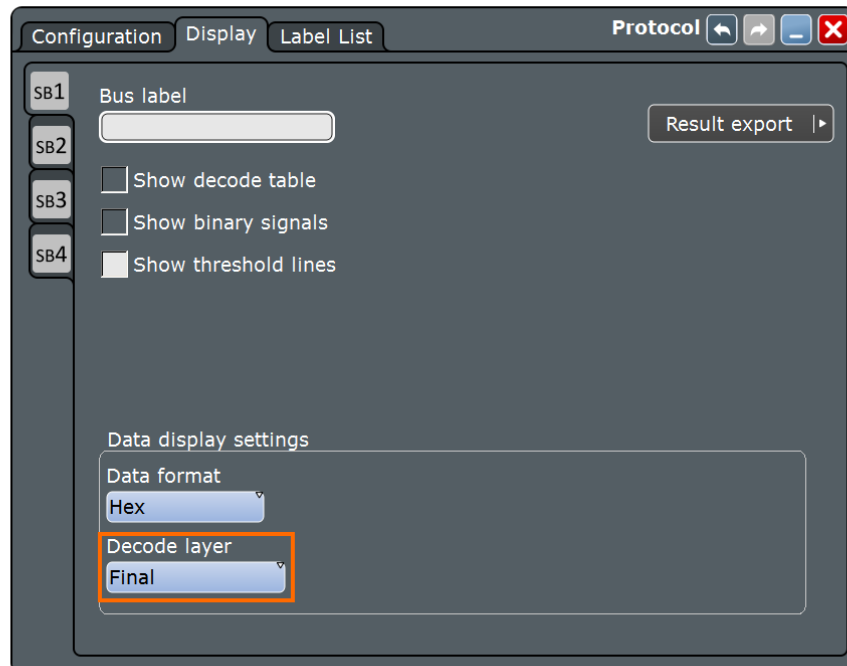 Configuration Display Label List Protocol
SB1
Bus label
Result export
SB2
Show decode table
SB3
Show binary signals
SB4
Show threshold lines
Data display settings
Data format
Hex
Decode layer
Final